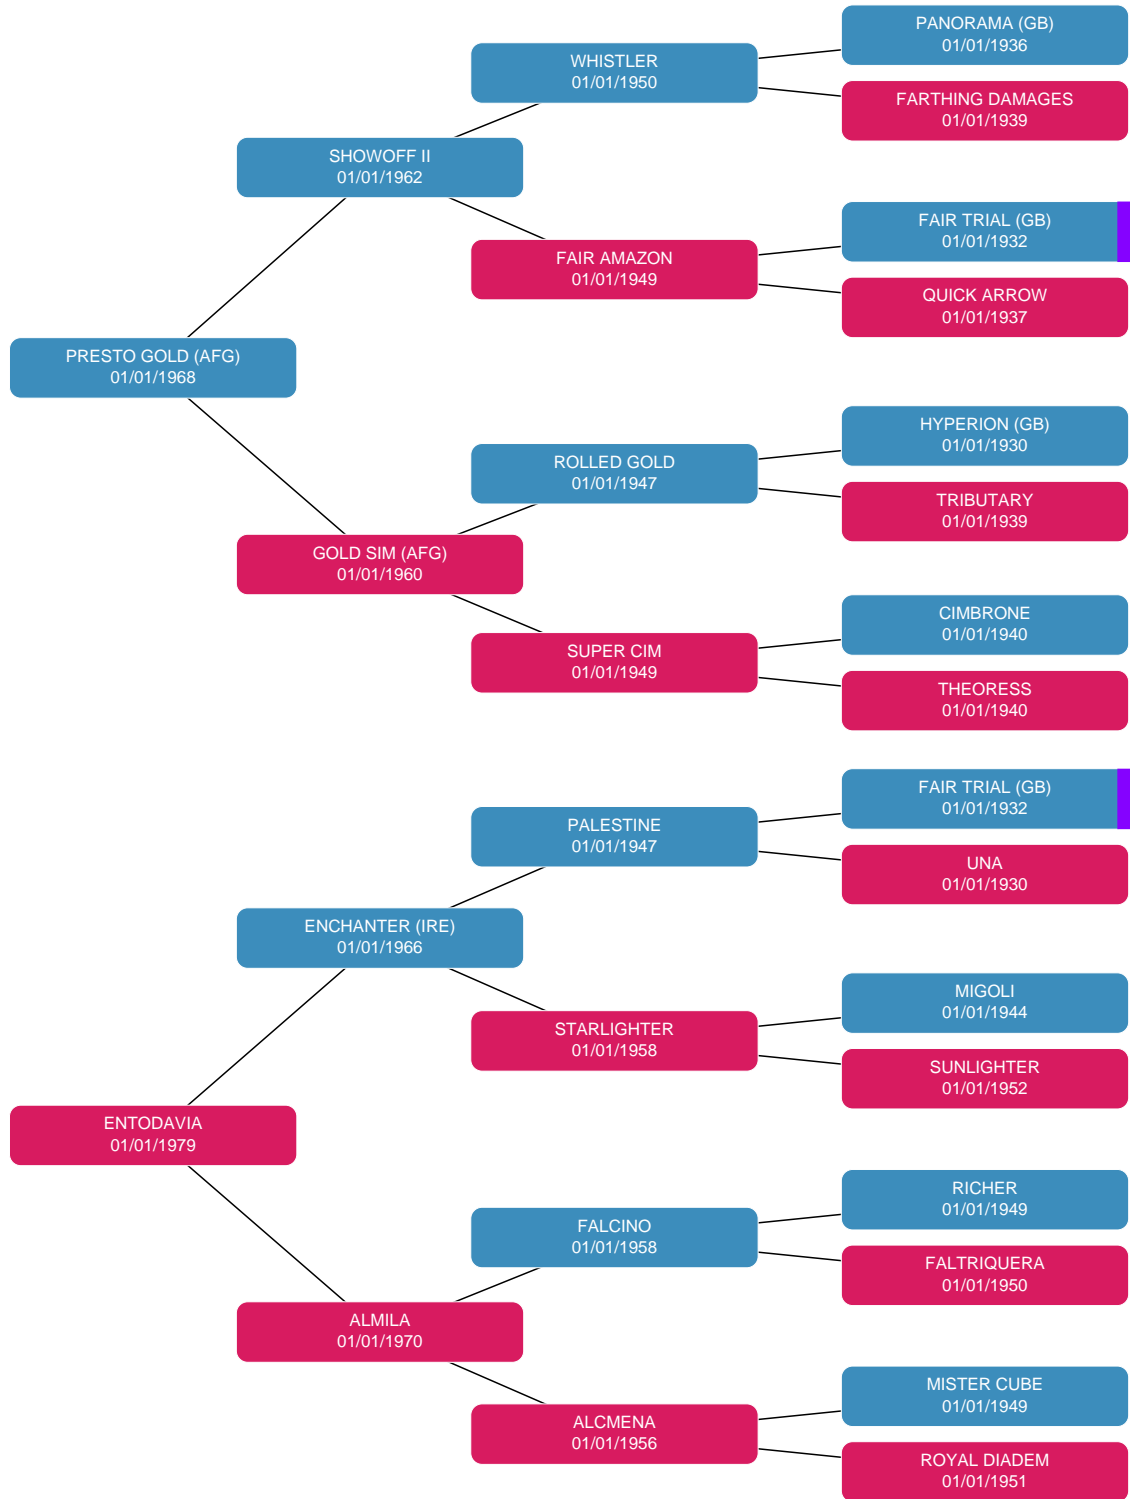 PANORAMA (GB)
01/01/1936
WHISTLER
01/01/1950
FARTHING DAMAGES
01/01/1939
SHOWOFF II
01/01/1962
FAIR TRIAL (GB)
01/01/1932
FAIR AMAZON
01/01/1949
QUICK ARROW
01/01/1937
PRESTO GOLD (AFG)
01/01/1968
HYPERION (GB)
01/01/1930
ROLLED GOLD
01/01/1947
TRIBUTARY
01/01/1939
GOLD SIM (AFG)
01/01/1960
CIMBRONE
01/01/1940
SUPER CIM
01/01/1949
THEORESS
01/01/1940
FAIR TRIAL (GB)
01/01/1932
PALESTINE
01/01/1947
UNA
01/01/1930
ENCHANTER (IRE)
01/01/1966
MIGOLI
01/01/1944
STARLIGHTER
01/01/1958
SUNLIGHTER
01/01/1952
ENTODAVIA
01/01/1979
RICHER
01/01/1949
FALCINO
01/01/1958
FALTRIQUERA
01/01/1950
ALMILA
01/01/1970
MISTER CUBE
01/01/1949
ALCMENA
01/01/1956
ROYAL DIADEM
01/01/1951